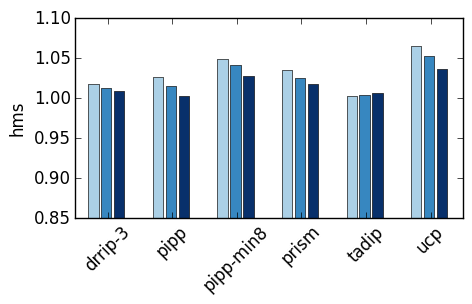 1.10
1.05
1.00
0.95
0.90
0.85
hms
drrip-3
pipp
pipp-min8
prism
tadip
ucp